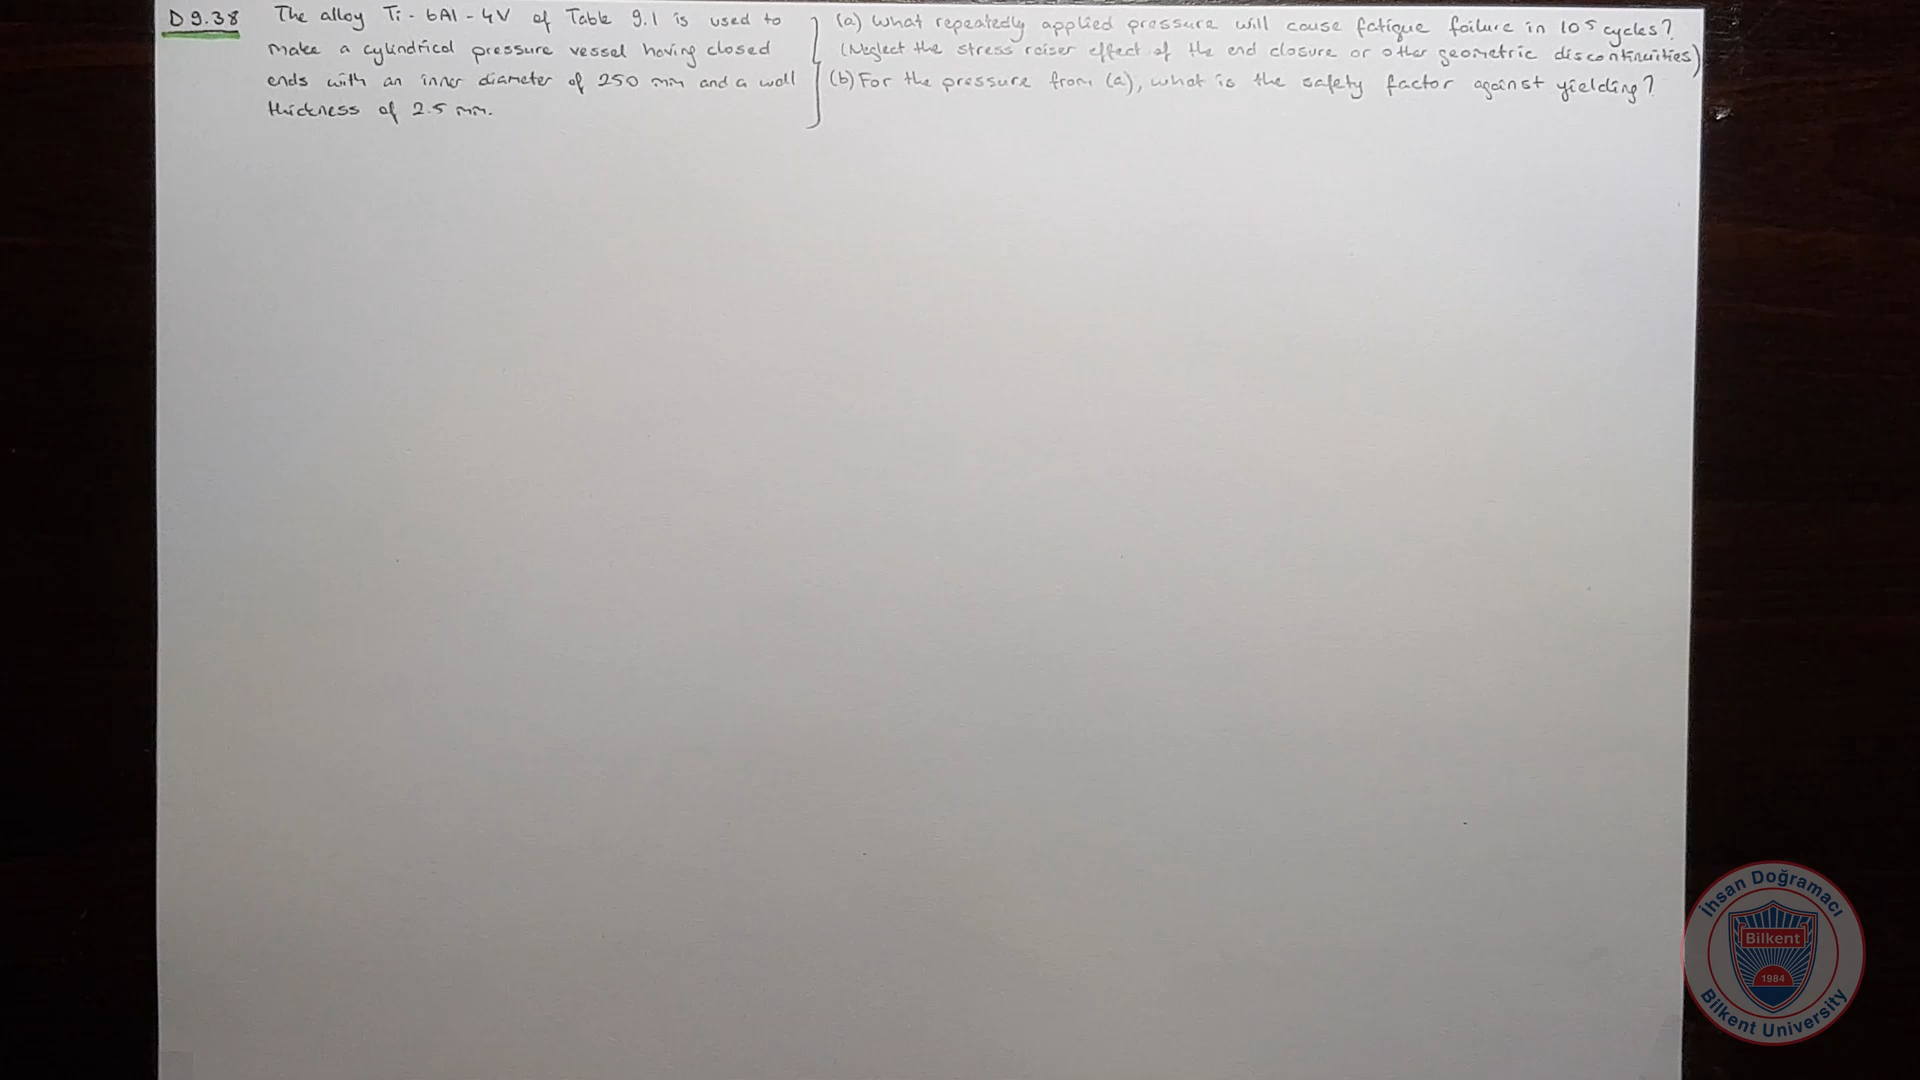 D 9.38 The alloy Ti - 6Al - 4V of Table 9.1 is used to
make a cylindrical pressure vessel having closed
ends with an inner diameter of 250 mm and a wall
thickness of 2.5 mm.
(a) What repeatedly applied pressure will cause fatigue failure in 10⁵ cycles?
(Neglect the stress raiser effect of the end closure or other geometric discontinuities)
(b) For the pressure from (a), what is the safety factor against yielding?
İhsan Doğramacı
Bilkent
1984
Bilkent University